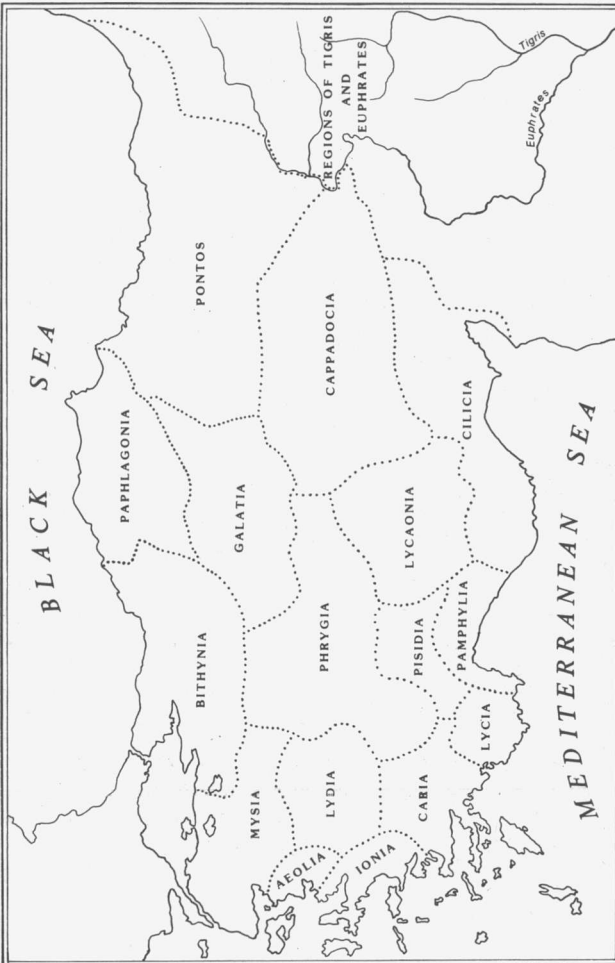 BLACK SEA
PAPHLAGONIA
PONTOS
BITHYNIA
GALATIA
REGIONS OF TIGRIS
AND
EUPHRATES
Tigris
Euphrates
MYSIA
PHRYGIA
CAPPADOCIA
AEOLIA
LYDIA
LYCAONIA
IONIA
CARIA
PISIDIA
PAMPHYLIA
CILICIA
LYCIA
MEDITERRANEAN SEA